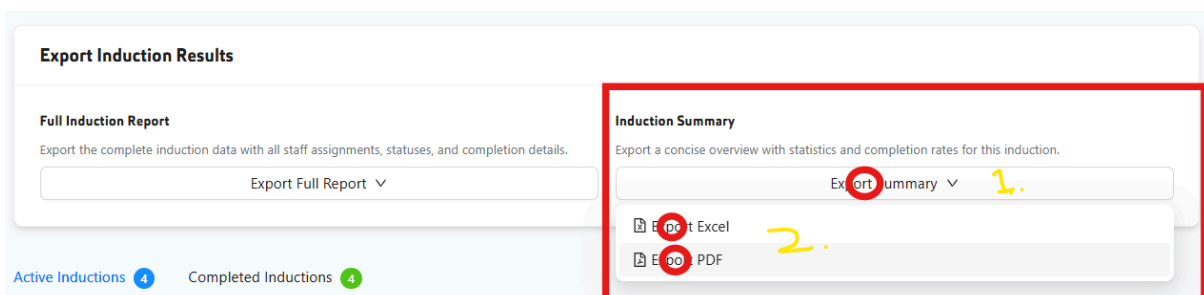 Export Induction Results
Full Induction Report
Export the complete induction data with all staff assignments, statuses, and completion details.
Export Full Report
Induction Summary
Export a concise overview with statistics and completion rates for this induction.
Export Summary 1.
Export Excel 2.
Export PDF
Active Inductions 4 Completed Inductions 4